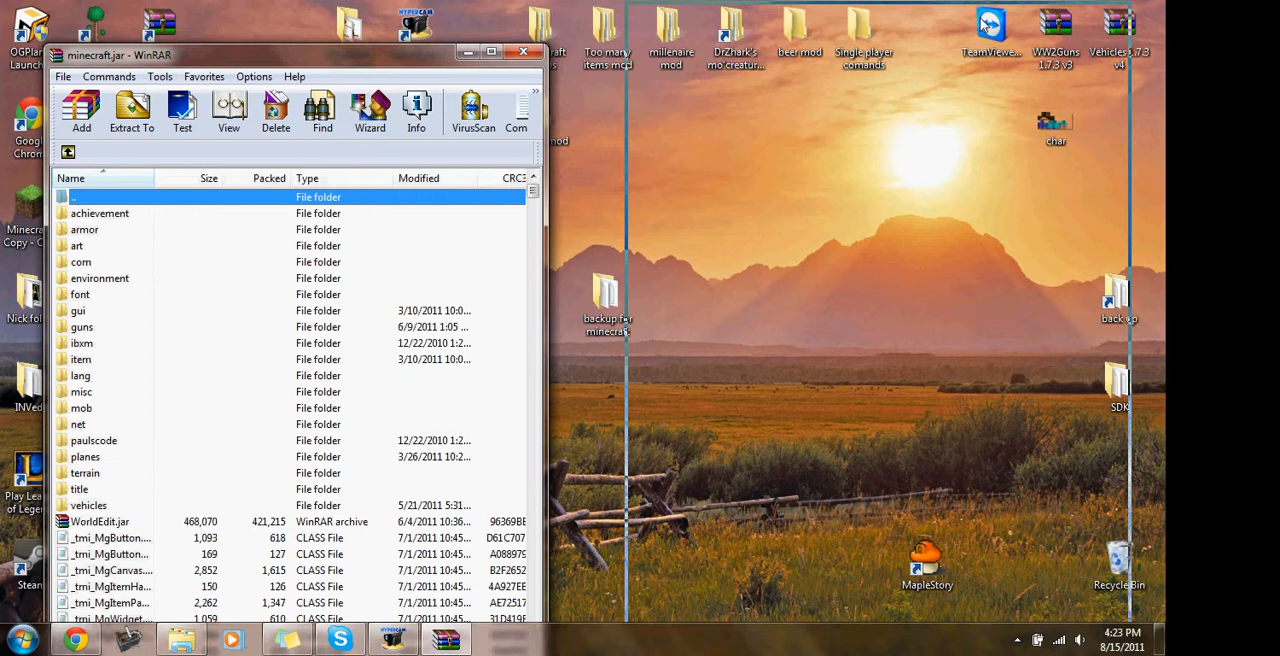 HYPERCAM
OGPlan
Launch
Too many
items mod
millenaire
mod
DrZhark's
mo'creatur...
beer mod
Single player
comands
TeamViewe...
WW2Guns
1.7.3 v3
v4
minecraft.jar - WinRAR
File Commands Tools Favorites Options Help
Add Extract To Test View Delete Find Wizard Info VirusScan Com
Google
Chrom
mod
char
Name Size Packed Type Modified CRC3
.. File folder
achievement File folder
armor File folder
art File folder
com File folder
environment File folder
font File folder
gui File folder 3/10/2011 10:0...
guns File folder 6/9/2011 1:05 ...
ibxm File folder 12/22/2010 1:2...
item File folder 3/10/2011 10:0...
lang File folder
misc File folder
mob File folder
net File folder
paulscode File folder 12/22/2010 1:2...
planes File folder 3/26/2011 10:2...
terrain File folder
title File folder
vehicles File folder 5/21/2011 5:31...
WorldEdit.jar 468,070 421,215 WinRAR archive 6/4/2011 10:36... 96369BE
_tmi_MgButton.... 1,093 618 CLASS File 7/1/2011 10:45... D61C707
_tmi_MgButton... 169 127 CLASS File 7/1/2011 10:45... A088979
_tmi_MgCanvas.... 2,852 1,615 CLASS File 7/1/2011 10:45... B2F2652
_tmi_MgItemHa... 150 126 CLASS File 7/1/2011 10:45... 4A927EE
_tmi_MgItemPa... 2,262 1,347 CLASS File 7/1/2011 10:45... AE72517
_tmi_MgWidget... 1,059 610 CLASS File 7/1/2011 10:45... 31D419F
Minecra
Copy - C
Nick fol
INVed
Play Lea
of Leger
Stean
backup for
minecraft
back up
SDK
MapleStory
Recycle Bin
4:23 PM
8/15/2011